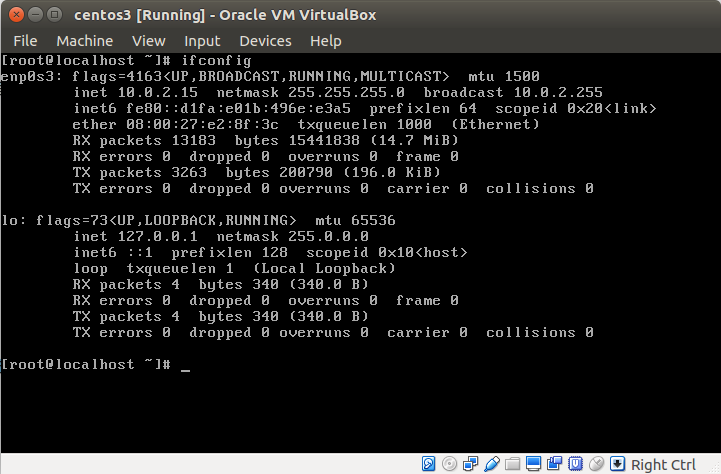 centos3 [Running] - Oracle VM VirtualBox
File Machine View Input Devices Help
[root@localhost ~]# ifconfig
enp0s3: flags=4163<UP,BROADCAST,RUNNING,MULTICAST>  mtu 1500
        inet 10.0.2.15  netmask 255.255.255.0  broadcast 10.0.2.255
        inet6 fe80::d1fa:e01b:496e:e3a5  prefixlen 64  scopeid 0x20<link>
        ether 08:00:27:e2:8f:3c  txqueuelen 1000  (Ethernet)
        RX packets 13183  bytes 15441838 (14.7 MiB)
        RX errors 0  dropped 0  overruns 0  frame 0
        TX packets 3263  bytes 200790 (196.0 KiB)
        TX errors 0  dropped 0 overruns 0  carrier 0  collisions 0
lo: flags=73<UP,LOOPBACK,RUNNING>  mtu 65536
        inet 127.0.0.1  netmask 255.0.0.0
        inet6 ::1  prefixlen 128  scopeid 0x10<host>
        loop  txqueuelen 1  (Local Loopback)
        RX packets 4  bytes 340 (340.0 B)
        RX errors 0  dropped 0  overruns 0  frame 0
        TX packets 4  bytes 340 (340.0 B)
        TX errors 0  dropped 0 overruns 0  carrier 0  collisions 0
[root@localhost ~]# _
Right Ctrl